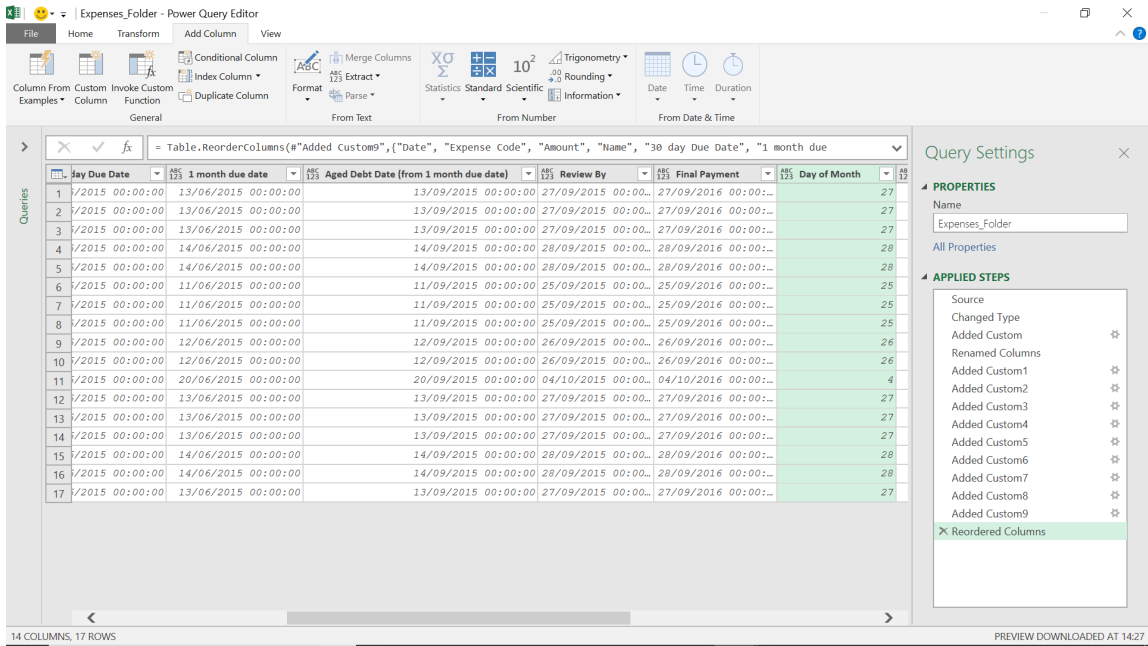 Expenses_Folder - Power Query Editor
File Home Transform Add Column View
Column From Examples
Custom Column
Invoke Custom Function
Conditional Column
Index Column
Duplicate Column
General
ABC Format
Merge Columns
ABC 123 Extract
abc Parse
From Text
XO Σ Statistics
Standard
10² Scientific
Trigonometry
.00 Rounding
Information
From Number
Date Time Duration
From Date & Time
fx = Table.ReorderColumns(#"Added Custom9",{"Date", "Expense Code", "Amount", "Name", "30 day Due Date", "1 month due
Queries
day Due Date ABC 123 1 month due date ABC 123 Aged Debt Date (from 1 month due date) ABC 123 Review By ABC 123 Final Payment ABC 123 Day of Month
1 /2015 00:00:00 13/06/2015 00:00:00 13/09/2015 00:00:00 27/09/2015 00:00… 27/09/2016 00:00:… 27
2 /2015 00:00:00 13/06/2015 00:00:00 13/09/2015 00:00:00 27/09/2015 00:00… 27/09/2016 00:00:… 27
3 /2015 00:00:00 13/06/2015 00:00:00 13/09/2015 00:00:00 27/09/2015 00:00… 27/09/2016 00:00:… 27
4 /2015 00:00:00 14/06/2015 00:00:00 14/09/2015 00:00:00 28/09/2015 00:00… 28/09/2016 00:00:… 28
5 /2015 00:00:00 14/06/2015 00:00:00 14/09/2015 00:00:00 28/09/2015 00:00… 28/09/2016 00:00:… 28
6 /2015 00:00:00 11/06/2015 00:00:00 11/09/2015 00:00:00 25/09/2015 00:00… 25/09/2016 00:00:… 25
7 /2015 00:00:00 11/06/2015 00:00:00 11/09/2015 00:00:00 25/09/2015 00:00… 25/09/2016 00:00:… 25
8 /2015 00:00:00 11/06/2015 00:00:00 11/09/2015 00:00:00 25/09/2015 00:00… 25/09/2016 00:00:… 25
9 /2015 00:00:00 12/06/2015 00:00:00 12/09/2015 00:00:00 26/09/2015 00:00… 26/09/2016 00:00:… 26
10 /2015 00:00:00 12/06/2015 00:00:00 12/09/2015 00:00:00 26/09/2015 00:00… 26/09/2016 00:00:… 26
11 /2015 00:00:00 20/06/2015 00:00:00 20/09/2015 00:00:00 04/10/2015 00:00… 04/10/2016 00:00:… 4
12 /2015 00:00:00 13/06/2015 00:00:00 13/09/2015 00:00:00 27/09/2015 00:00… 27/09/2016 00:00:… 27
13 /2015 00:00:00 13/06/2015 00:00:00 13/09/2015 00:00:00 27/09/2015 00:00… 27/09/2016 00:00:… 27
14 /2015 00:00:00 13/06/2015 00:00:00 13/09/2015 00:00:00 27/09/2015 00:00… 27/09/2016 00:00:… 27
15 /2015 00:00:00 14/06/2015 00:00:00 14/09/2015 00:00:00 28/09/2015 00:00… 28/09/2016 00:00:… 28
16 /2015 00:00:00 14/06/2015 00:00:00 14/09/2015 00:00:00 28/09/2015 00:00… 28/09/2016 00:00:… 28
17 /2015 00:00:00 13/06/2015 00:00:00 13/09/2015 00:00:00 27/09/2015 00:00… 27/09/2016 00:00:… 27
Query Settings
PROPERTIES
Name
Expenses_Folder
All Properties
APPLIED STEPS
Source
Changed Type
Added Custom
Renamed Columns
Added Custom1
Added Custom2
Added Custom3
Added Custom4
Added Custom5
Added Custom6
Added Custom7
Added Custom8
Added Custom9
Reordered Columns
14 COLUMNS, 17 ROWS
PREVIEW DOWNLOADED AT 14:27